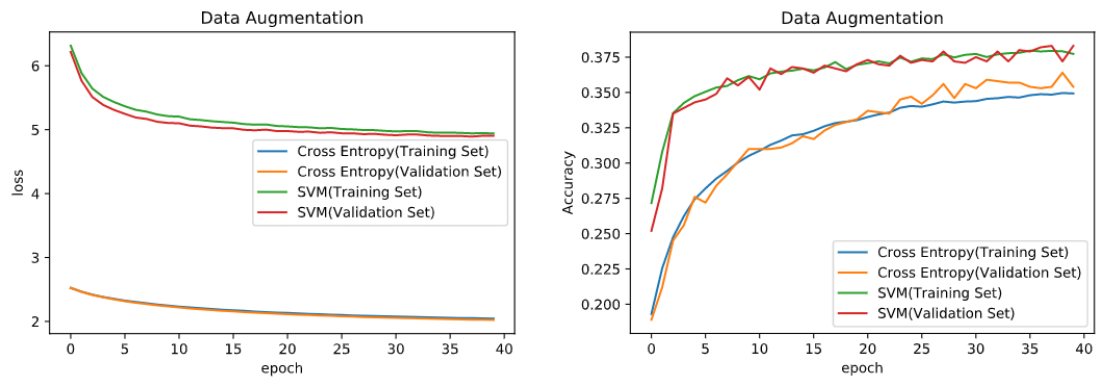 Data Augmentation
6
5
4
3
2
loss
Cross Entropy(Training Set)
Cross Entropy(Validation Set)
SVM(Training Set)
SVM(Validation Set)
0 5 10 15 20 25 30 35 40
epoch
Data Augmentation
0.375
0.350
0.325
0.300
0.275
0.250
0.225
0.200
Accuracy
Cross Entropy(Training Set)
Cross Entropy(Validation Set)
SVM(Training Set)
SVM(Validation Set)
0 5 10 15 20 25 30 35 40
epoch